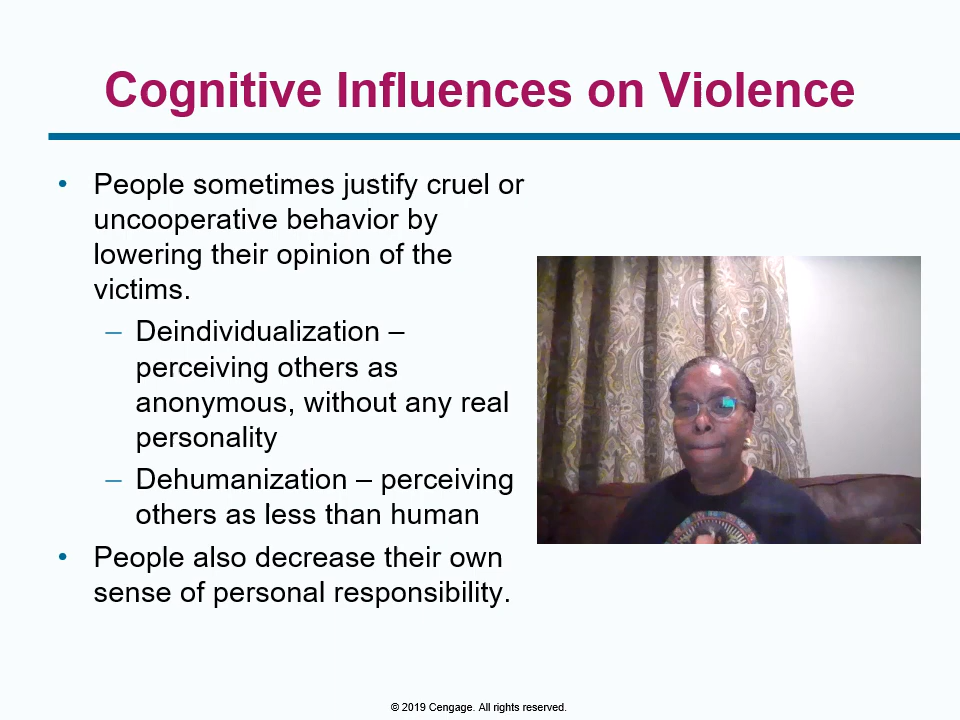 Cognitive Influences on Violence
• People sometimes justify cruel or
uncooperative behavior by
lowering their opinion of the
victims.
– Deindividualization –
perceiving others as
anonymous, without any real
personality
– Dehumanization – perceiving
others as less than human
• People also decrease their own
sense of personal responsibility.
© 2019 Cengage. All rights reserved.